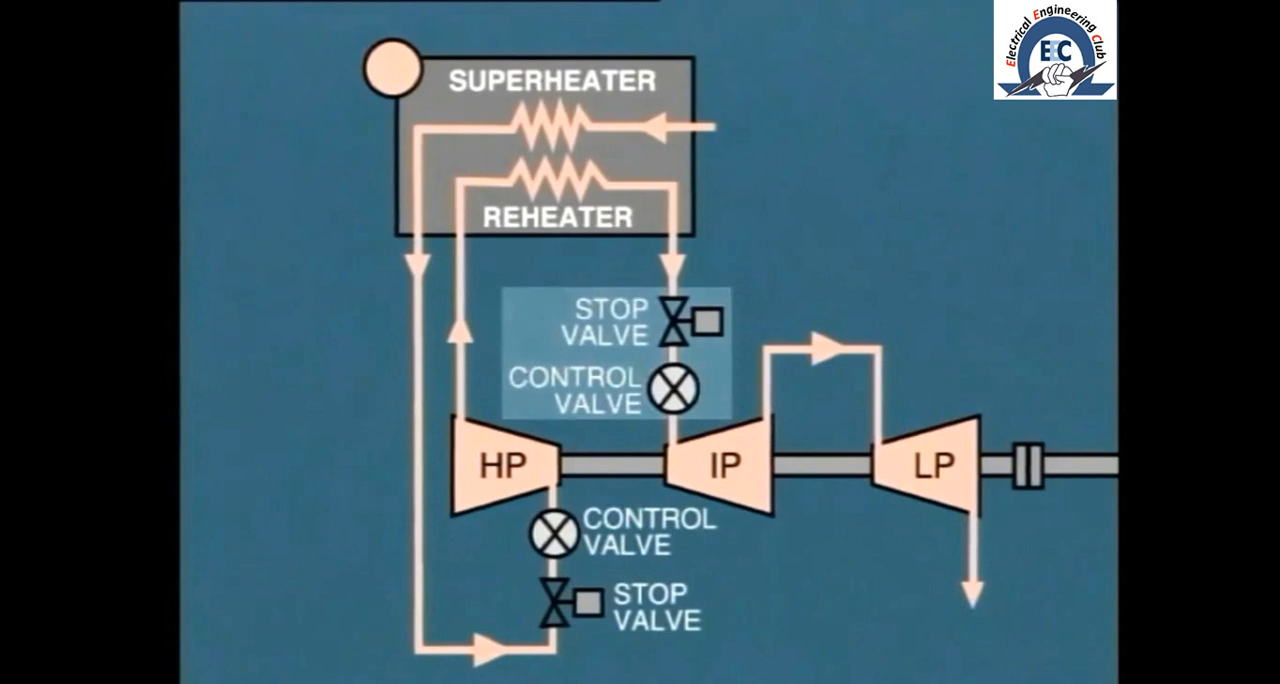 Electrical Engineering Club
EEC
SUPERHEATER
REHEATER
STOP
VALVE
CONTROL
VALVE
HP
IP
LP
CONTROL
VALVE
STOP
VALVE